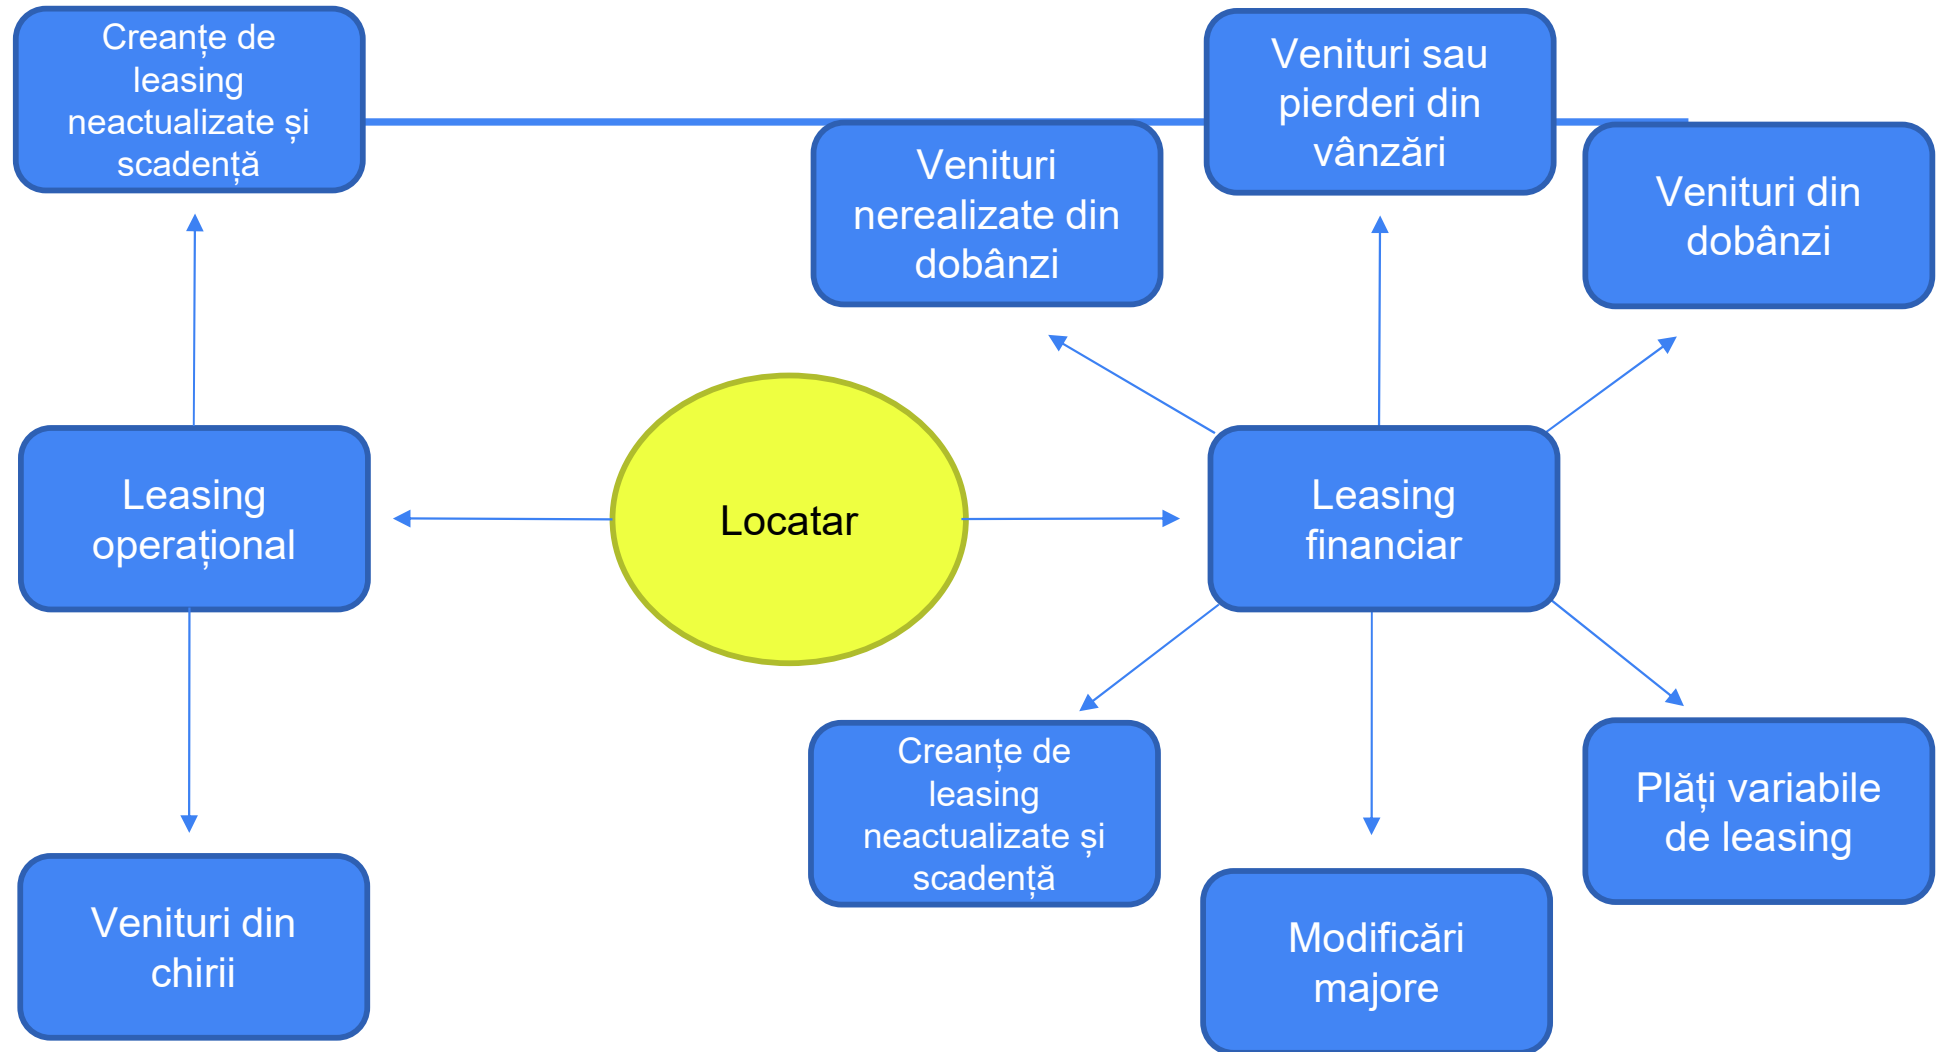 Creanțe de
leasing
neactualizate și
scadență
Venituri
nerealizate din
dobânzi
Venituri sau
pierderi din
vânzări
Venituri din
dobânzi
Leasing
operațional
Locatar
Leasing
financiar
Venituri din
chirii
Creanțe de
leasing
neactualizate și
scadență
Modificări
majore
Plăți variabile
de leasing